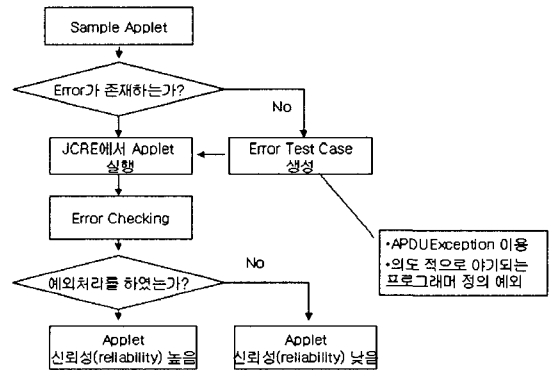 Sample Applet
Error가 존재하는가?
No
JCRE에서 Applet
실행
Error Test Case
생성
Error Checking
•APDUException 이용
•의도 적으로 야기되는
프로그래머 정의 예외
예외처리를 하였는가?
No
Applet
신뢰성(reliability) 높음
Applet
신뢰성(reliability) 낮음